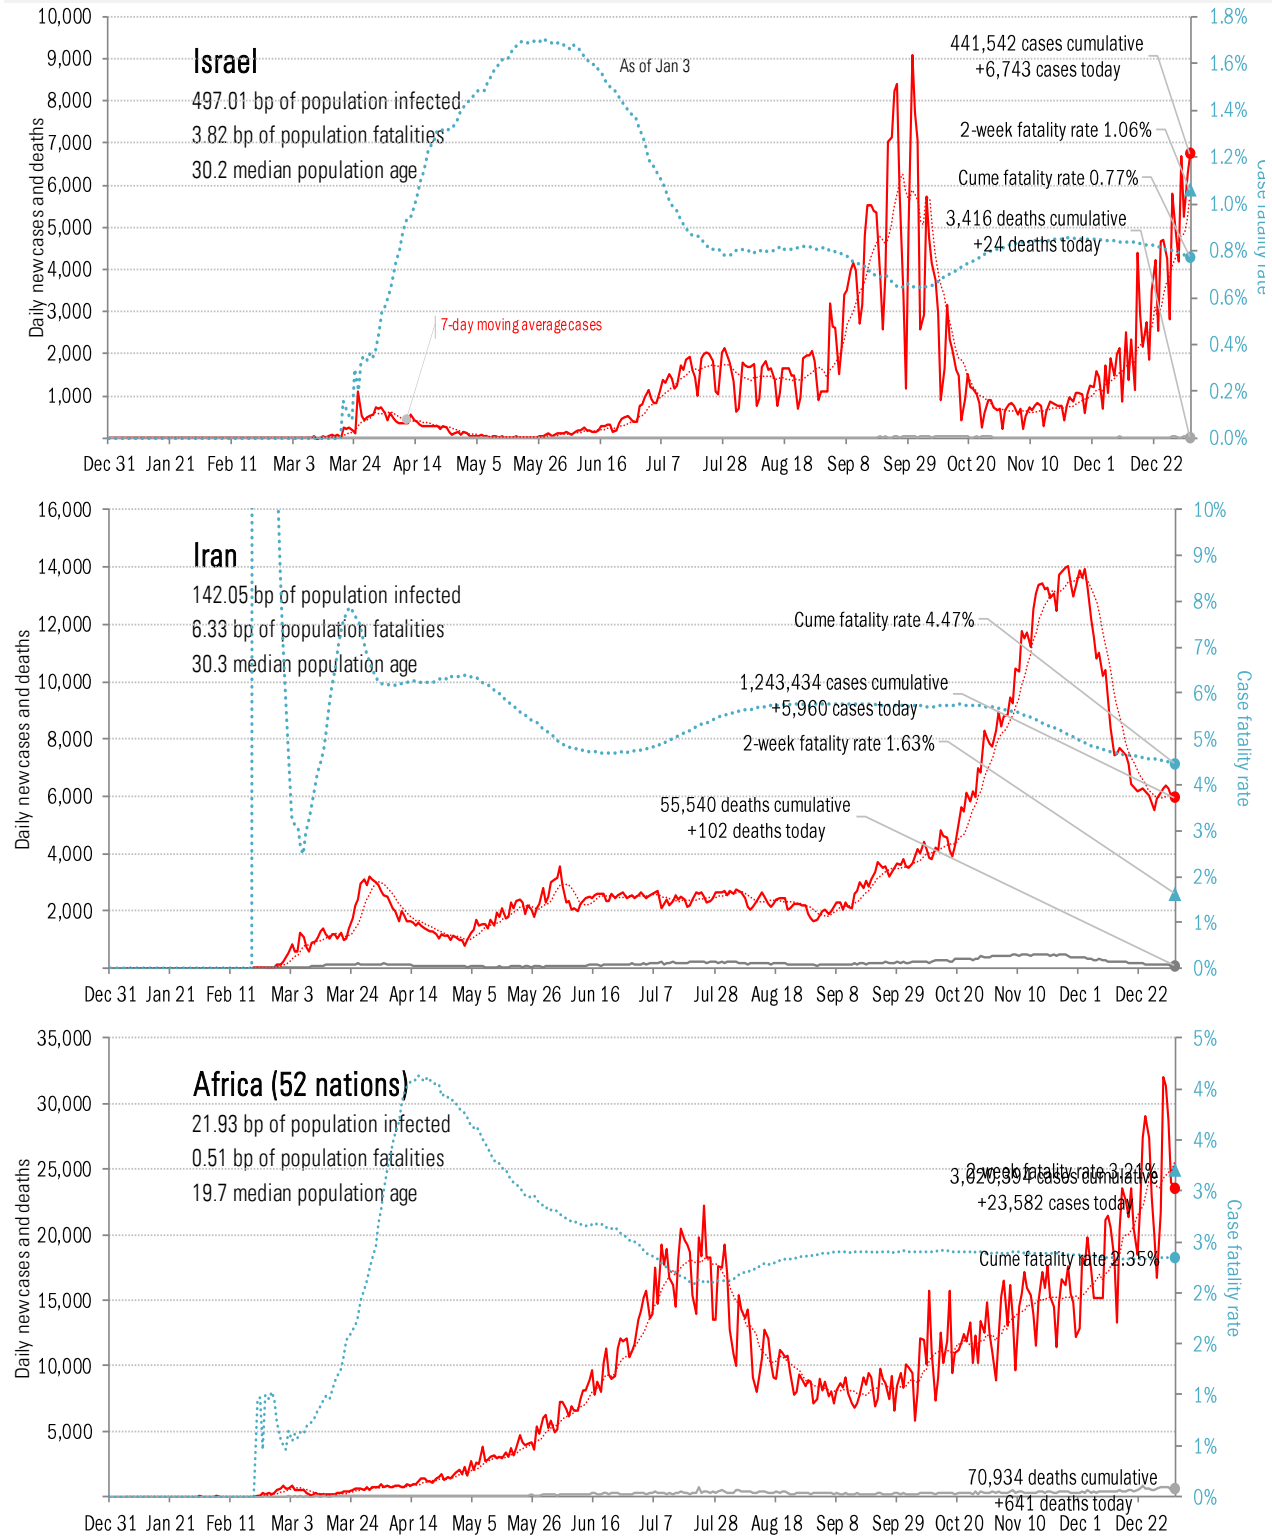 10,000
9,000
8,000
7,000
6,000
5,000
4,000
3,000
2,000
1,000
Daily new cases and deaths
Israel
497.01 bp of population infected
3.82 bp of population fatalities
30.2 median population age
As of Jan 3
7-day moving average cases
441,542 cases cumulative
+6,743 cases today
2-week fatality rate 1.06%
Cume fatality rate 0.77%
3,416 deaths cumulative
+24 deaths today
1.8%
1.6%
1.4%
1.2%
1.0%
0.8%
0.6%
0.4%
0.2%
0.0%
Case fatality rate
Dec 31 Jan 21 Feb 11 Mar 3 Mar 24 Apr 14 May 5 May 26 Jun 16 Jul 7 Jul 28 Aug 18 Sep 8 Sep 29 Oct 20 Nov 10 Dec 1 Dec 22
16,000
14,000
12,000
10,000
8,000
6,000
4,000
2,000
Daily new cases and deaths
Iran
142.05 bp of population infected
6.33 bp of population fatalities
30.3 median population age
Cume fatality rate 4.47%
1,243,434 cases cumulative
+5,960 cases today
2-week fatality rate 1.63%
55,540 deaths cumulative
+102 deaths today
10%
9%
8%
7%
6%
5%
4%
3%
2%
1%
0%
Case fatality rate
Dec 31 Jan 21 Feb 11 Mar 3 Mar 24 Apr 14 May 5 May 26 Jun 16 Jul 7 Jul 28 Aug 18 Sep 8 Sep 29 Oct 20 Nov 10 Dec 1 Dec 22
35,000
30,000
25,000
20,000
15,000
10,000
5,000
Daily new cases and deaths
Africa (52 nations)
21.93 bp of population infected
0.51 bp of population fatalities
19.7 median population age
2-week fatality rate 3.21%
3,020,394 cases cumulative
+23,582 cases today
Cume fatality rate 2.35%
70,934 deaths cumulative
+641 deaths today
5%
4%
4%
3%
3%
2%
2%
1%
1%
0%
Case fatality rate
Dec 31 Jan 21 Feb 11 Mar 3 Mar 24 Apr 14 May 5 May 26 Jun 16 Jul 7 Jul 28 Aug 18 Sep 8 Sep 29 Oct 20 Nov 10 Dec 1 Dec 22